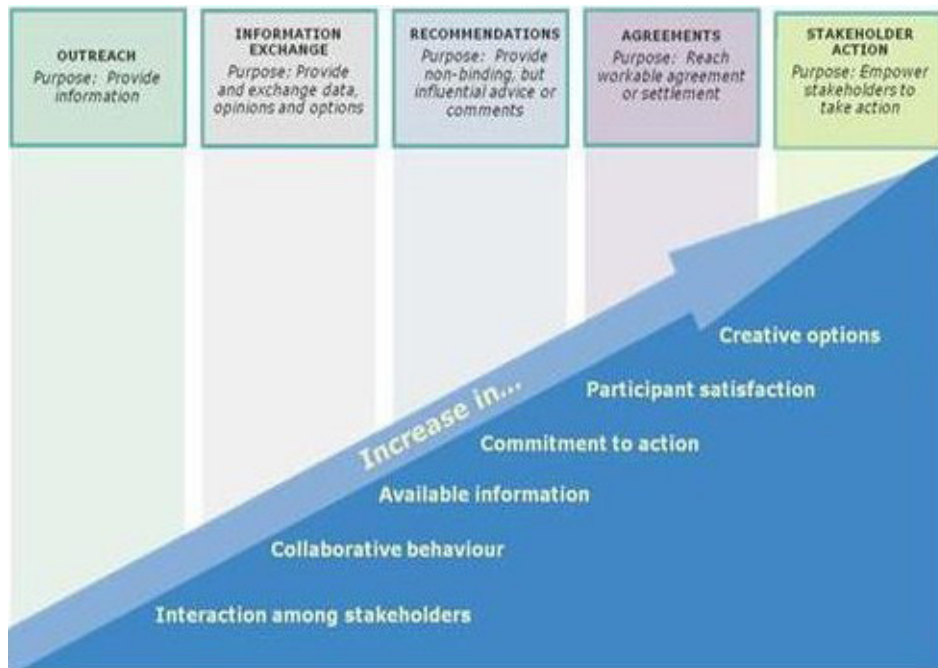 OUTREACH
Purpose: Provide
information
INFORMATION
EXCHANGE
Purpose: Provide
and exchange data,
opinions and options
RECOMMENDATIONS
Purpose: Provide
non-binding, but
influential advice or
comments
AGREEMENTS
Purpose: Reach
workable agreement
or settlement
STAKEHOLDER
ACTION
Purpose: Empower
stakeholders to
take action
Increase in...
Creative options
Participant satisfaction
Commitment to action
Available information
Collaborative behaviour
Interaction among stakeholders